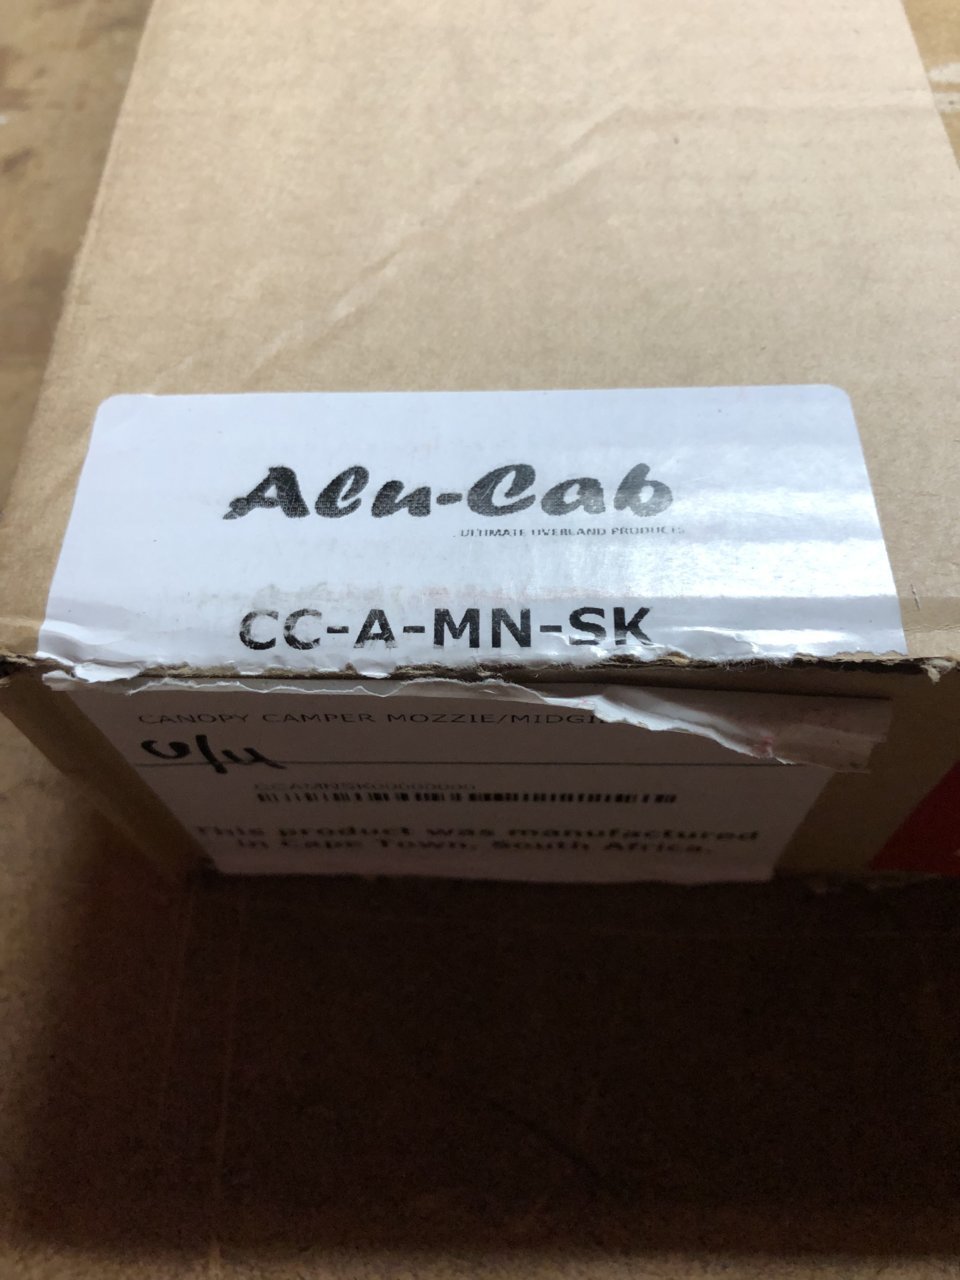 Alu-Cab
ULTIMATE OVERLAND PRODUCTS
CC-A-MN-SK
CANOPY CAMPER MOZZIE/MIDGI
This product was manufactured
in Cape Town, South Africa.